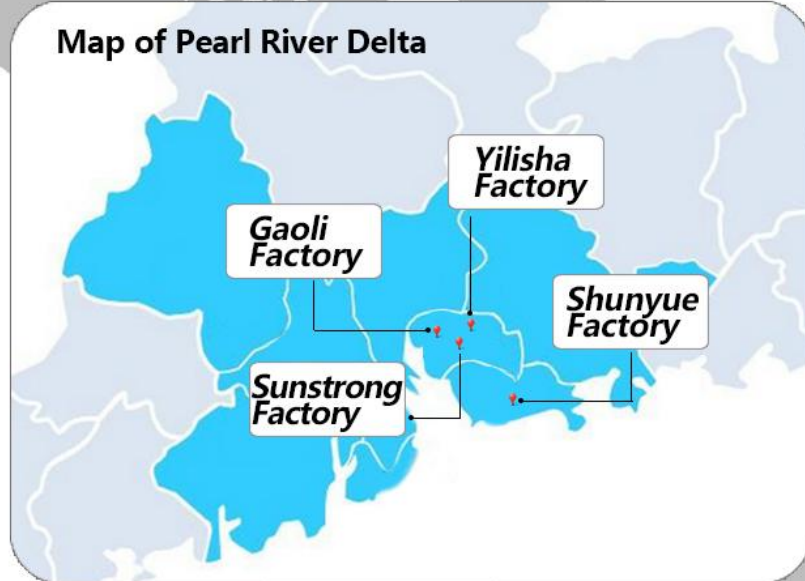 Map of Pearl River Delta
Yilisha
Factory
Gaoli
Factory
Shunyue
Factory
Sunstrong
Factory